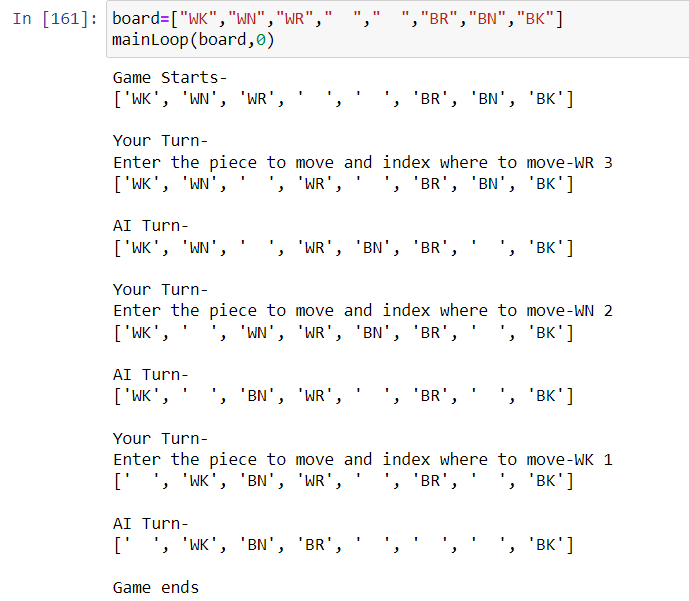 In [161]: board=["WK","WN","WR","  ","  ","BR","BN","BK"]
mainLoop(board,0)
Game Starts-
['WK', 'WN', 'WR', '  ', '  ', 'BR', 'BN', 'BK']
Your Turn-
Enter the piece to move and index where to move-WR 3
['WK', 'WN', '  ', 'WR', '  ', 'BR', 'BN', 'BK']
AI Turn-
['WK', 'WN', '  ', 'WR', 'BN', 'BR', '  ', 'BK']
Your Turn-
Enter the piece to move and index where to move-WN 2
['WK', '  ', 'WN', 'WR', 'BN', 'BR', '  ', 'BK']
AI Turn-
['WK', '  ', 'BN', 'WR', '  ', 'BR', '  ', 'BK']
Your Turn-
Enter the piece to move and index where to move-WK 1
['  ', 'WK', 'BN', 'WR', '  ', 'BR', '  ', 'BK']
AI Turn-
['  ', 'WK', 'BN', 'BR', '  ', '  ', '  ', 'BK']
Game ends